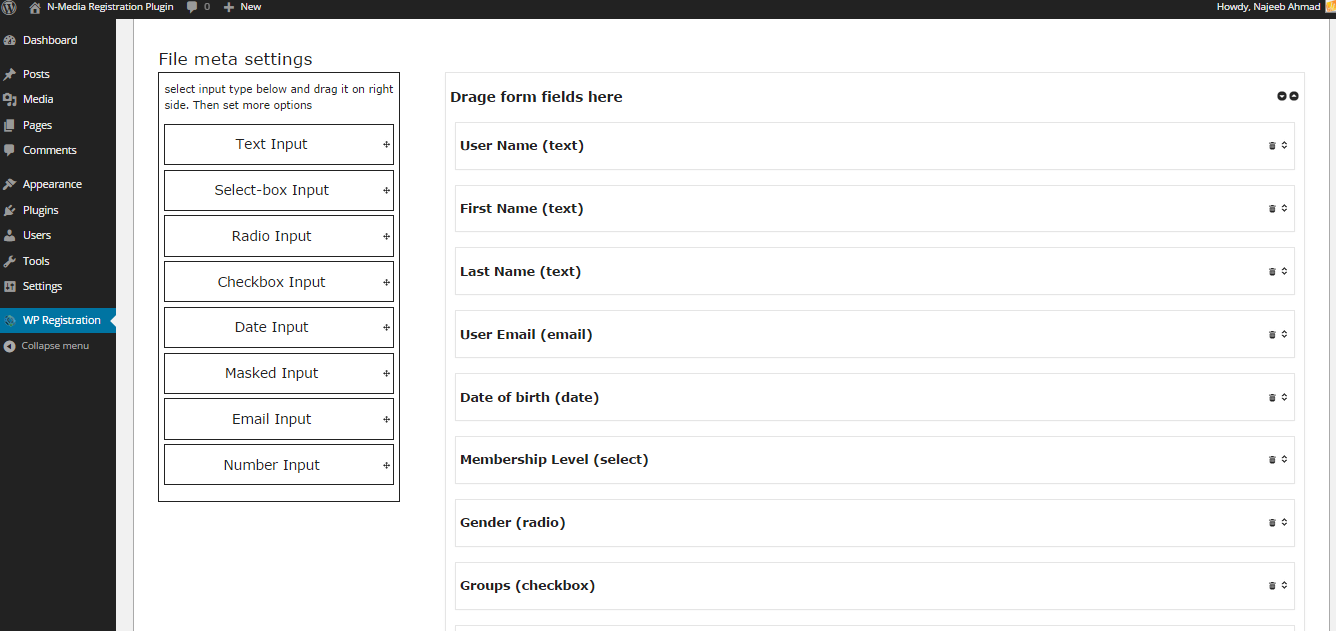 N-Media Registration Plugin 0 New Howdy, Najeeb Ahmad
Dashboard
Posts
Media
Pages
Comments
Appearance
Plugins
Users
Tools
Settings
WP Registration
Collapse menu
File meta settings
select input type below and drag it on right
side. Then set more options
Text Input
Select-box Input
Radio Input
Checkbox Input
Date Input
Masked Input
Email Input
Number Input
Drage form fields here
User Name (text)
First Name (text)
Last Name (text)
User Email (email)
Date of birth (date)
Membership Level (select)
Gender (radio)
Groups (checkbox)